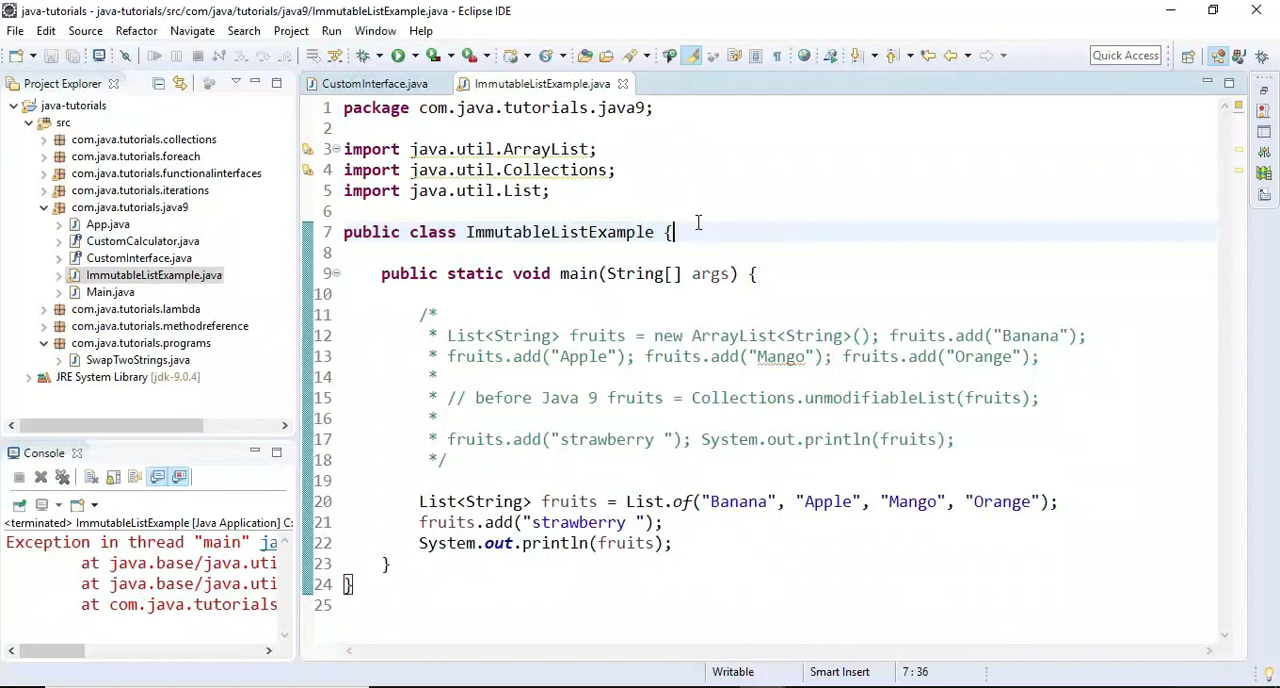 java-tutorials - java-tutorials/src/com/java/tutorials/java9/ImmutableListExample.java - Eclipse IDE
File Edit Source Refactor Navigate Search Project Run Window Help
Quick Access
Project Explorer
CustomInterface.java
ImmutableListExample.java
java-tutorials
src
com.java.tutorials.collections
com.java.tutorials.foreach
com.java.tutorials.functionalinterfaces
com.java.tutorials.iterations
com.java.tutorials.java9
App.java
CustomCalculator.java
CustomInterface.java
ImmutableListExample.java
Main.java
com.java.tutorials.lambda
com.java.tutorials.methodreference
com.java.tutorials.programs
SwapTwoStrings.java
JRE System Library [jdk-9.0.4]
1 package com.java.tutorials.java9;
2
3 import java.util.ArrayList;
4 import java.util.Collections;
5 import java.util.List;
6
7 public class ImmutableListExample {
8
9 public static void main(String[] args) {
10
11 /*
12 * List<String> fruits = new ArrayList<String>(); fruits.add("Banana");
13 * fruits.add("Apple"); fruits.add("Mango"); fruits.add("Orange");
14 *
15 * // before Java 9 fruits = Collections.unmodifiableList(fruits);
16 *
17 * fruits.add("strawberry "); System.out.println(fruits);
18 */
19
20 List<String> fruits = List.of("Banana", "Apple", "Mango", "Orange");
21 fruits.add("strawberry ");
22 System.out.println(fruits);
23 }
24 }
25
Console
<terminated> ImmutableListExample [Java Application] C:
Exception in thread "main" ja
at java.base/java.uti
at java.base/java.uti
at com.java.tutorials
Writable
Smart Insert
7 : 36